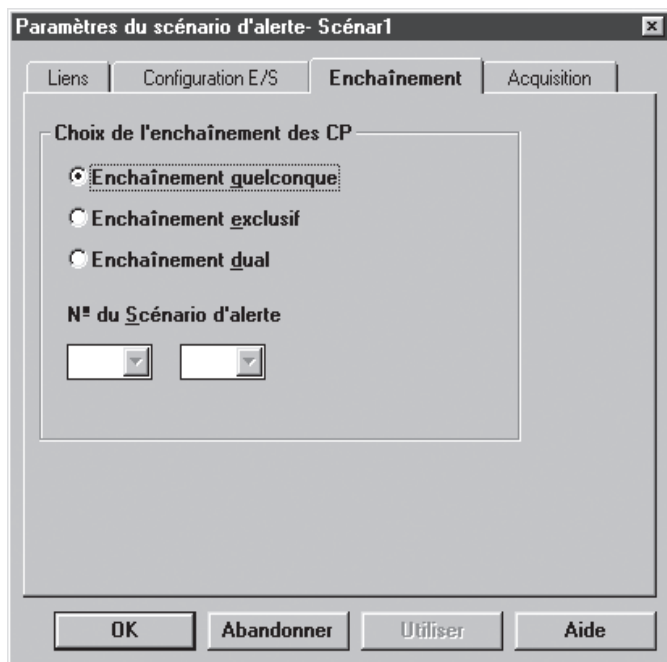 Paramètres du scénario d'alerte- Scénar1
Liens Configuration E/S Enchaînement Acquisition
Choix de l'enchaînement des CP
Enchaînement quelconque
Enchaînement exclusif
Enchaînement dual
Nº du Scénario d'alerte
OK Abandonner Utiliser Aide